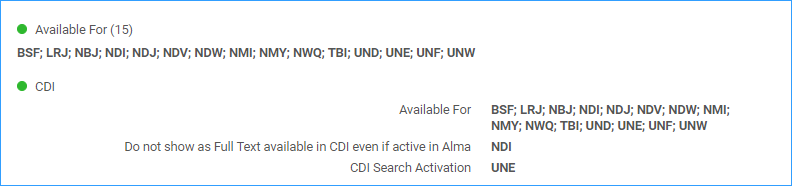 Available For (15)
BSF; LRJ; NBJ; NDI; NDJ; NDV; NDW; NMI; NMY; NWQ; TBI; UND; UNE; UNF; UNW
CDI
Available For BSF; LRJ; NBJ; NDI; NDJ; NDV; NDW; NMI;
NMY; NWQ; TBI; UND; UNE; UNF; UNW
Do not show as Full Text available in CDI even if active in Alma NDI
CDI Search Activation UNE